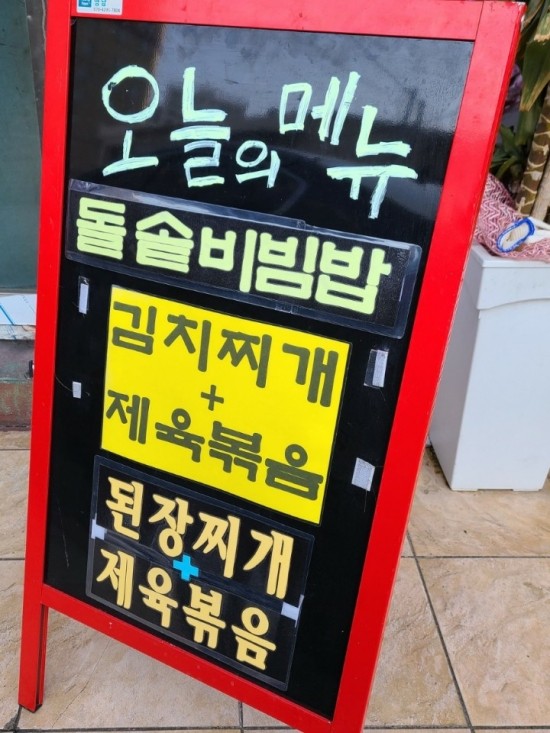 오늘의 메뉴
돌솥비빔밥
김치찌개
+
제육볶음
된장찌개
+
제육볶음